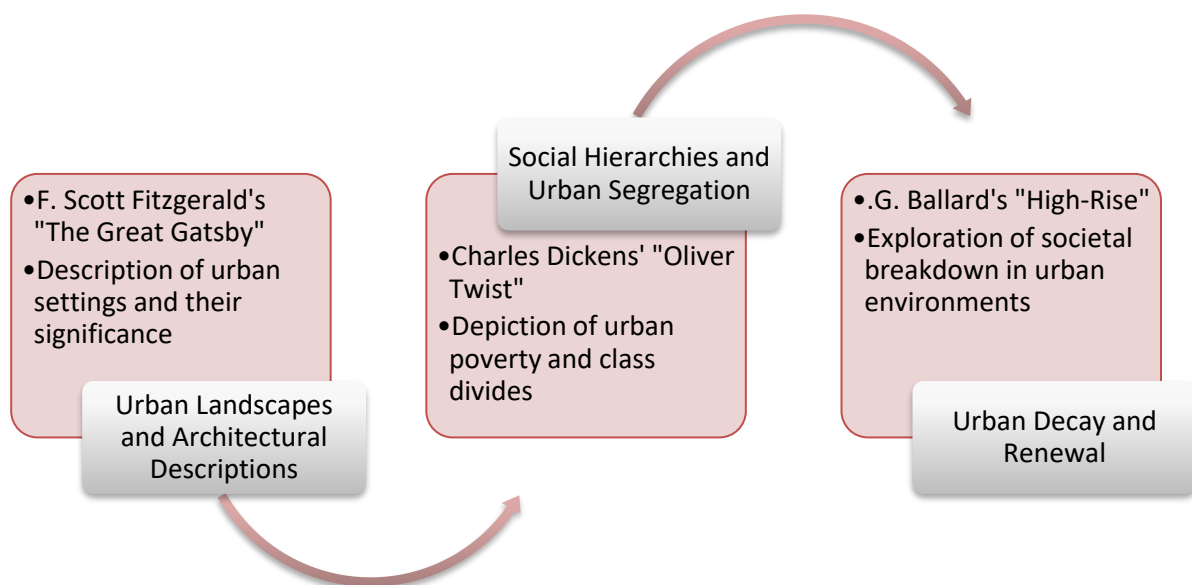 •F. Scott Fitzgerald's
"The Great Gatsby"
•Description of urban
settings and their
significance
Urban Landscapes
and Architectural
Descriptions
Social Hierarchies and
Urban Segregation
•Charles Dickens' "Oliver
Twist"
•Depiction of urban
poverty and class
divides
•.G. Ballard's "High-Rise"
•Exploration of societal
breakdown in urban
environments
Urban Decay and
Renewal